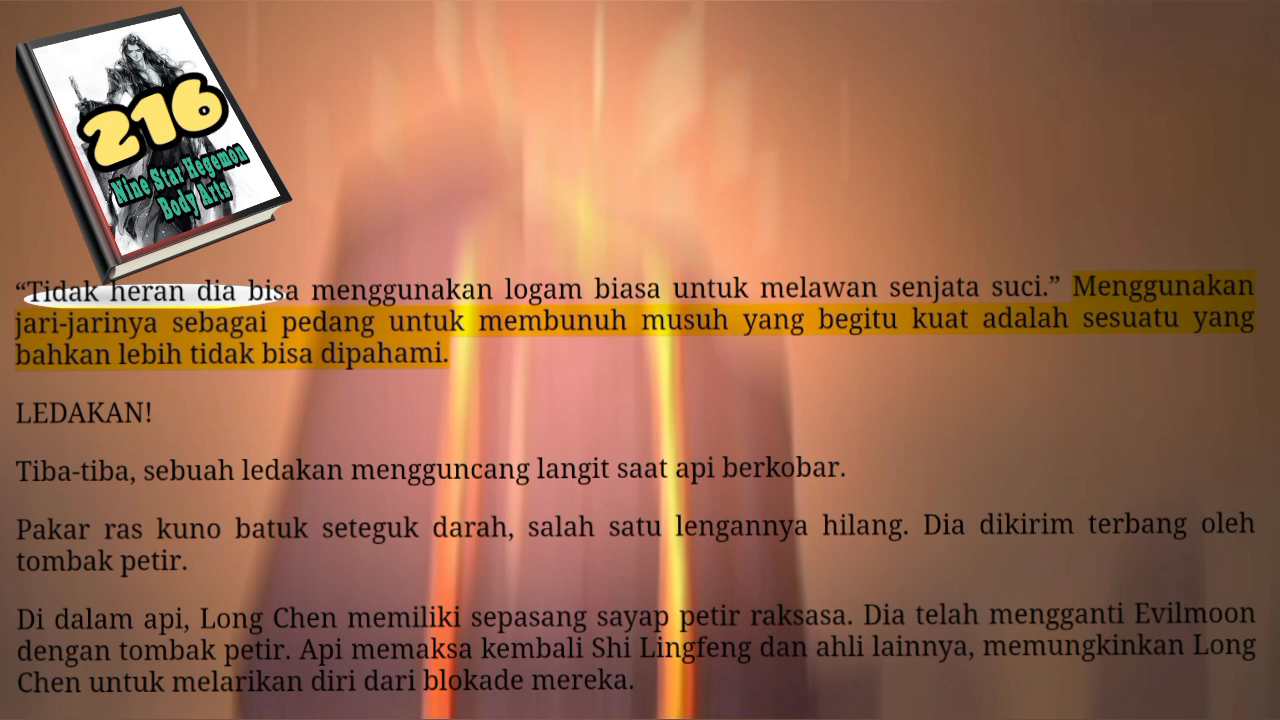 216
Nine Star Hegemon
Body Arts
“Tidak heran dia bisa menggunakan logam biasa untuk melawan senjata suci.” Menggunakan
jari-jarinya sebagai pedang untuk membunuh musuh yang begitu kuat adalah sesuatu yang
bahkan lebih tidak bisa dipahami.
LEDAKAN!
Tiba-tiba, sebuah ledakan mengguncang langit saat api berkobar.
Pakar ras kuno batuk seteguk darah, salah satu lengannya hilang. Dia dikirim terbang oleh
tombak petir.
Di dalam api, Long Chen memiliki sepasang sayap petir raksasa. Dia telah mengganti Evilmoon
dengan tombak petir. Api memaksa kembali Shi Lingfeng dan ahli lainnya, memungkinkan Long
Chen untuk melarikan diri dari blokade mereka.